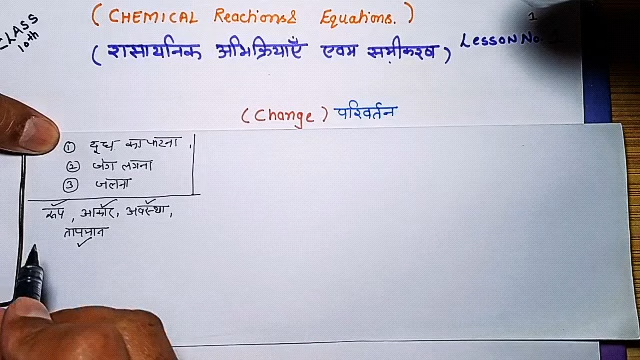 CLASS 10th
(CHEMICAL Reactions & Equations.) 1
(रासायनिक अभिक्रियाएँ एवम समीकरण) Lesson No. 1
(Change) परिवर्तन
① दूध का फटना,
② जंग लगना
③ जलना
रूप, आकार, अवस्था,
तापमान